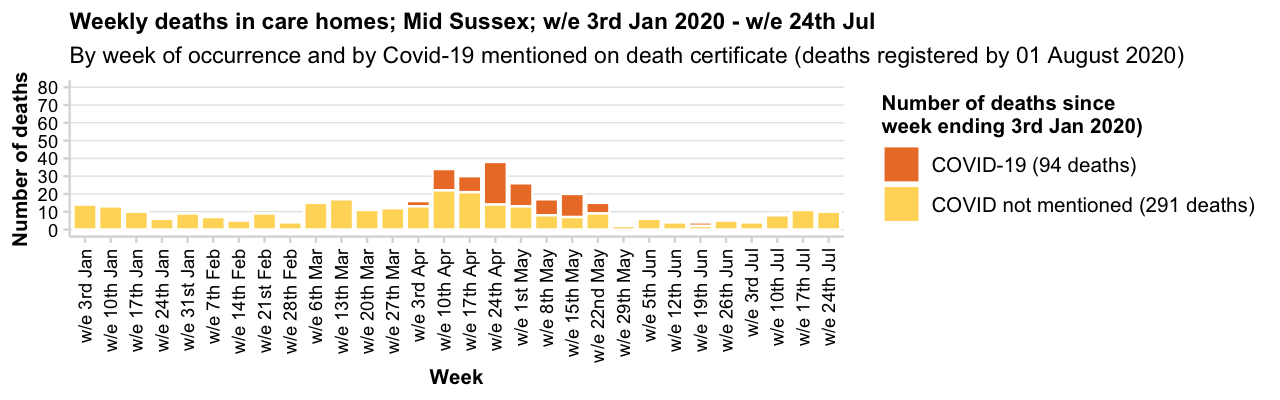 Weekly deaths in care homes; Mid Sussex; w/e 3rd Jan 2020 - w/e 24th Jul
By week of occurrence and by Covid-19 mentioned on death certificate (deaths registered by 01 August 2020)
Number of deaths
80
70
60
50
40
30
20
10
0
w/e 3rd Jan
w/e 10th Jan
w/e 17th Jan
w/e 24th Jan
w/e 31st Jan
w/e 7th Feb
w/e 14th Feb
w/e 21st Feb
w/e 28th Feb
w/e 6th Mar
w/e 13th Mar
w/e 20th Mar
w/e 27th Mar
w/e 3rd Apr
w/e 10th Apr
w/e 17th Apr
w/e 24th Apr
w/e 1st May
w/e 8th May
w/e 15th May
w/e 22nd May
w/e 29th May
w/e 5th Jun
w/e 12th Jun
w/e 19th Jun
w/e 26th Jun
w/e 3rd Jul
w/e 10th Jul
w/e 17th Jul
w/e 24th Jul
Week
Number of deaths since
week ending 3rd Jan 2020)
COVID-19 (94 deaths)
COVID not mentioned (291 deaths)